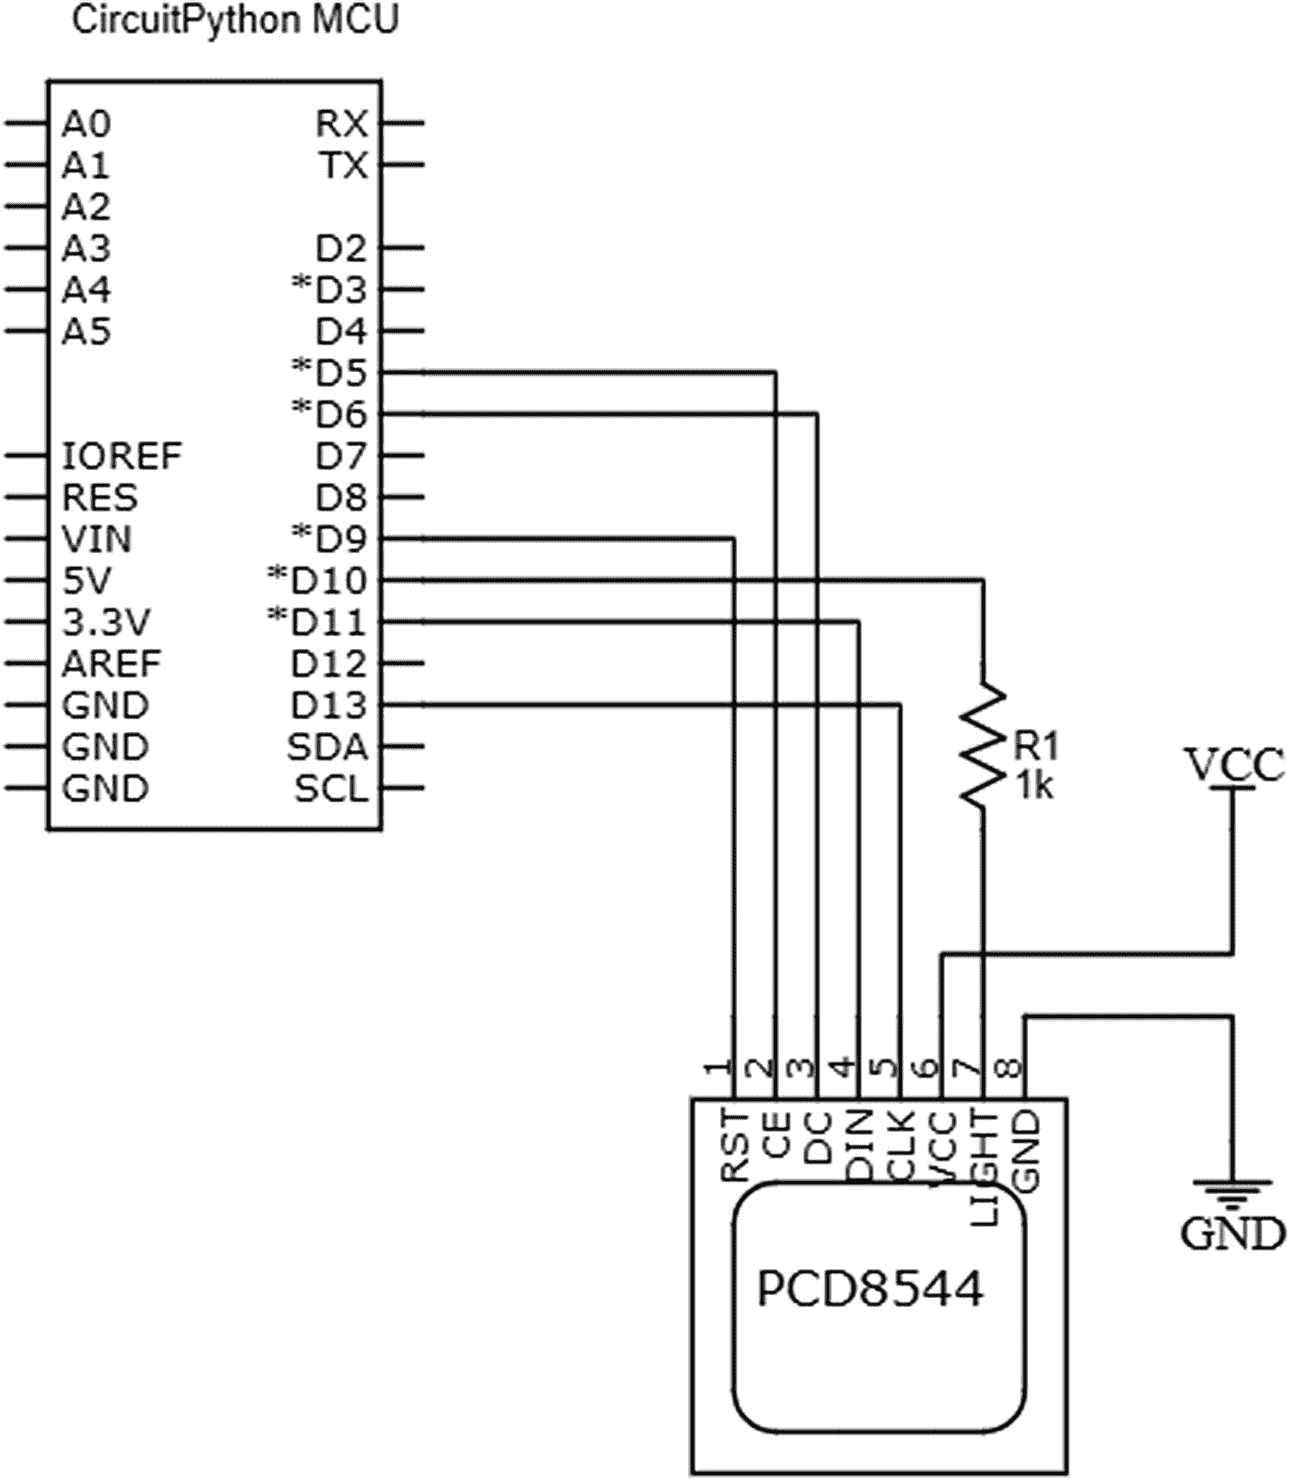 CircuitPython MCU
A0 RX
A1 TX
A2
A3 D2
A4 *D3
A5 D4
*D5
*D6
IOREF D7
RES D8
VIN *D9
5V *D10
3.3V *D11
AREF D12
GND D13
GND SDA
GND SCL
R1
1k
VCC
1 2 3 4 5 6 7 8
RST CE DC DIN CLK VCC LIGHT GND
GND
PCD8544